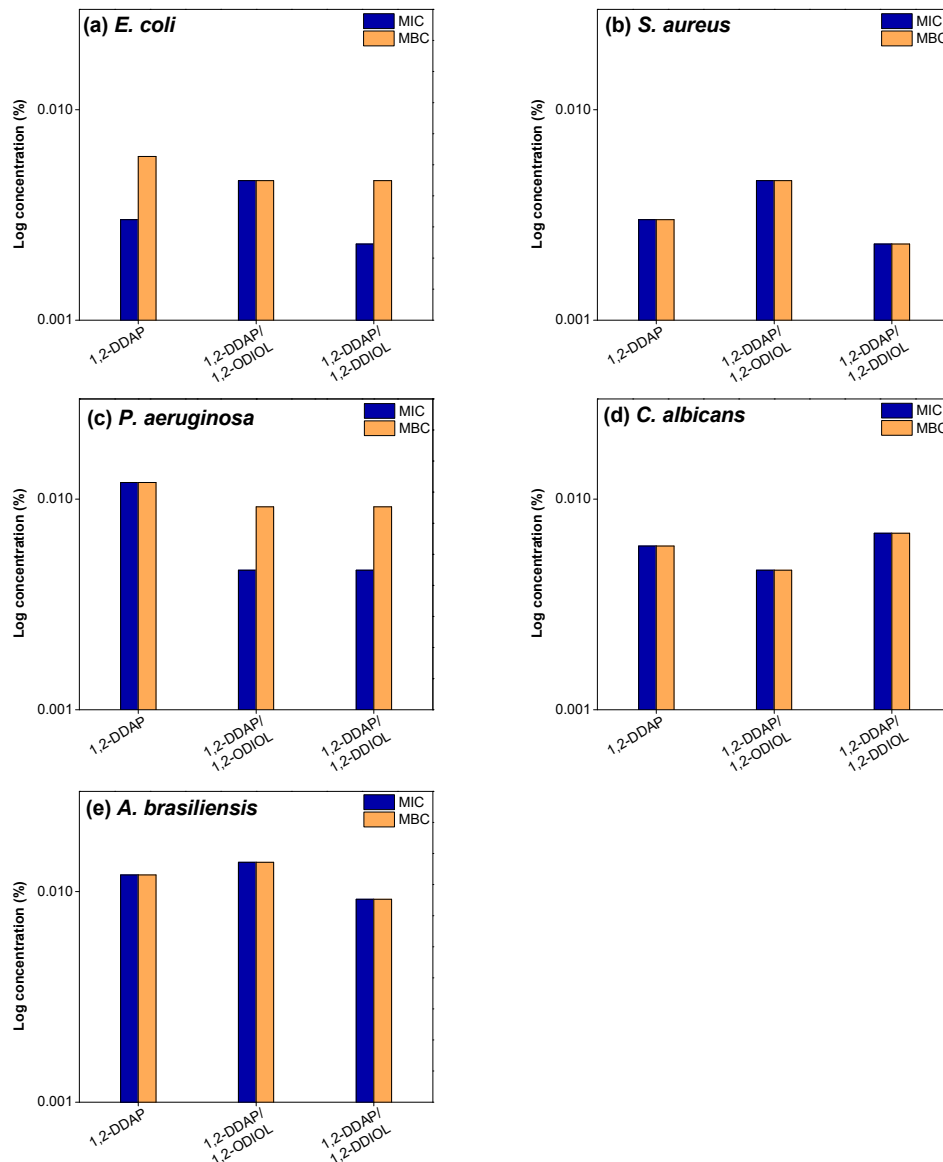 (a) E. coli
MIC
MBC
0.010
0.001
Log concentration (%)
1,2-DDAP
1,2-DDAP/
1,2-ODIOL
1,2-DDAP/
1,2-DDIOL
(b) S. aureus
MIC
MBC
0.010
0.001
Log concentration (%)
1,2-DDAP
1,2-DDAP/
1,2-ODIOL
1,2-DDAP/
1,2-DDIOL
(c) P. aeruginosa
MIC
MBC
0.010
0.001
Log concentration (%)
1,2-DDAP
1,2-DDAP/
1,2-ODIOL
1,2-DDAP/
1,2-DDIOL
(d) C. albicans
MIC
MBC
0.010
0.001
Log concentration (%)
1,2-DDAP
1,2-DDAP/
1,2-ODIOL
1,2-DDAP/
1,2-DDIOL
(e) A. brasiliensis
MIC
MBC
0.010
0.001
Log concentration (%)
1,2-DDAP
1,2-DDAP/
1,2-ODIOL
1,2-DDAP/
1,2-DDIOL